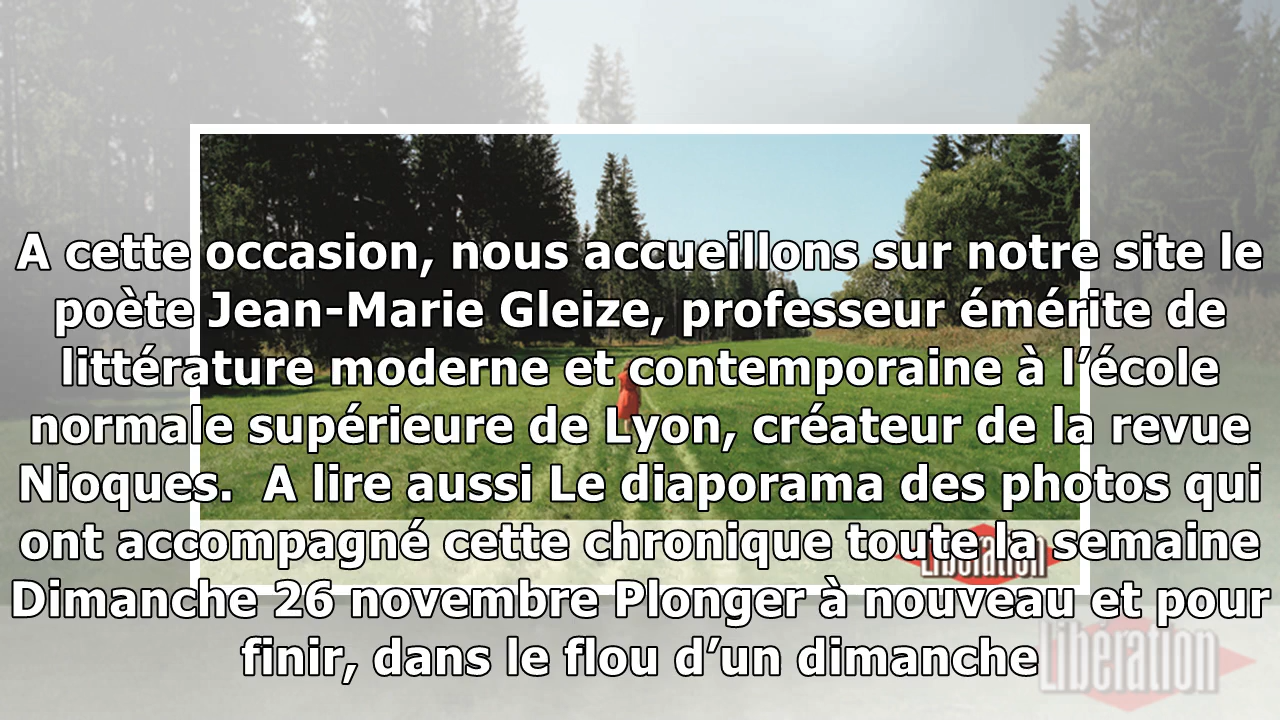 A cette occasion, nous accueillons sur notre site le
poète Jean-Marie Gleize, professeur émérite de
littérature moderne et contemporaine à l’école
normale supérieure de Lyon, créateur de la revue
Nioques.  A lire aussi Le diaporama des photos qui
ont accompagné cette chronique toute la semaine
Libération
Dimanche 26 novembre Plonger à nouveau et pour
finir, dans le flou d’un dimanche
Libération